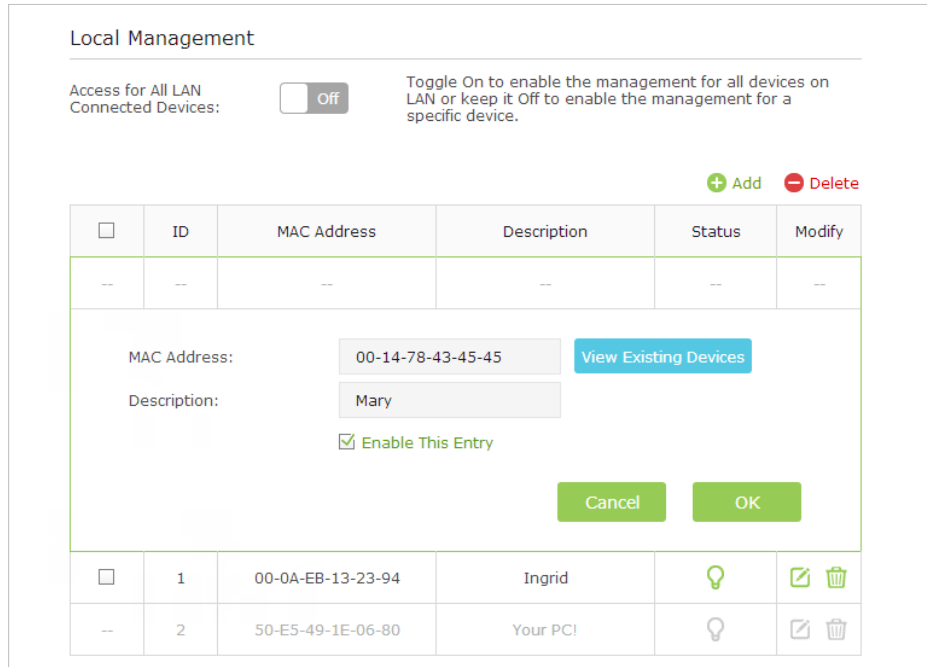 Local Management
Access for All LAN
Connected Devices:
Off
Toggle On to enable the management for all devices on
LAN or keep it Off to enable the management for a
specific device.
Add Delete
ID MAC Address Description Status Modify
-- -- -- -- -- --
MAC Address: 00-14-78-43-45-45 View Existing Devices
Description: Mary
Enable This Entry
Cancel OK
1 00-0A-EB-13-23-94 Ingrid
-- 2 50-E5-49-1E-06-80 Your PC!